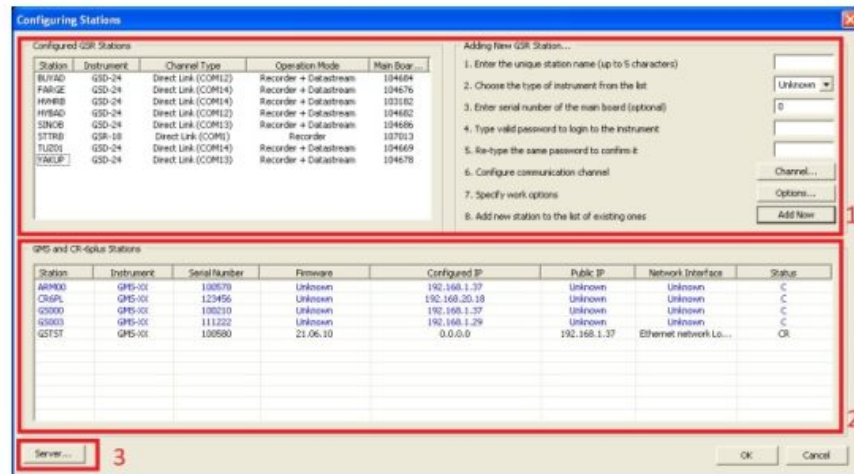 Configuring Stations
Configured GSR Stations
Station Instrument Channel Type Operation Mode Main Boar...
BUYAD GSD-24 Direct Link (COM12) Recorder + Datastream 104684
FARGE GSD-24 Direct Link (COM14) Recorder + Datastream 104676
HVHRB GSD-24 Direct Link (COM14) Recorder + Datastream 103182
HYBAD GSD-24 Direct Link (COM12) Recorder + Datastream 104682
SINOB GSD-24 Direct Link (COM13) Recorder + Datastream 104686
STTRB GSR-18 Direct Link (COM1) Recorder 107013
TUZ01 GSD-24 Direct Link (COM14) Recorder + Datastream 104669
YAKUP GSD-24 Direct Link (COM13) Recorder + Datastream 104678
Adding New GSR Station...
1. Enter the unique station name (up to 5 characters)
2. Choose the type of instrument from the list Unknown
3. Enter serial number of the main board (optional) 0
4. Type valid password to login to the instrument
5. Re-type the same password to confirm it
6. Configure communication channel Channel...
7. Specify work options Options...
8. Add new station to the list of existing ones Add Now
1
GMS and CR-6plus Stations
Station Instrument Serial Number Firmware Configured IP Public IP Network Interface Status
ARM00 GMS-XX 100578 Unknown 192.168.1.37 Unknown Unknown C
CR6PL GMS-XX 123456 Unknown 192.168.20.18 Unknown Unknown C
GS000 GMS-XX 100210 Unknown 192.168.1.37 Unknown Unknown C
GS003 GMS-XX 111222 Unknown 192.168.1.29 Unknown Unknown C
GSTST GMS-XX 100580 21.06.10 0.0.0.0 192.168.1.37 Ethernet network Lo... CR
2
Server... 3 OK Cancel